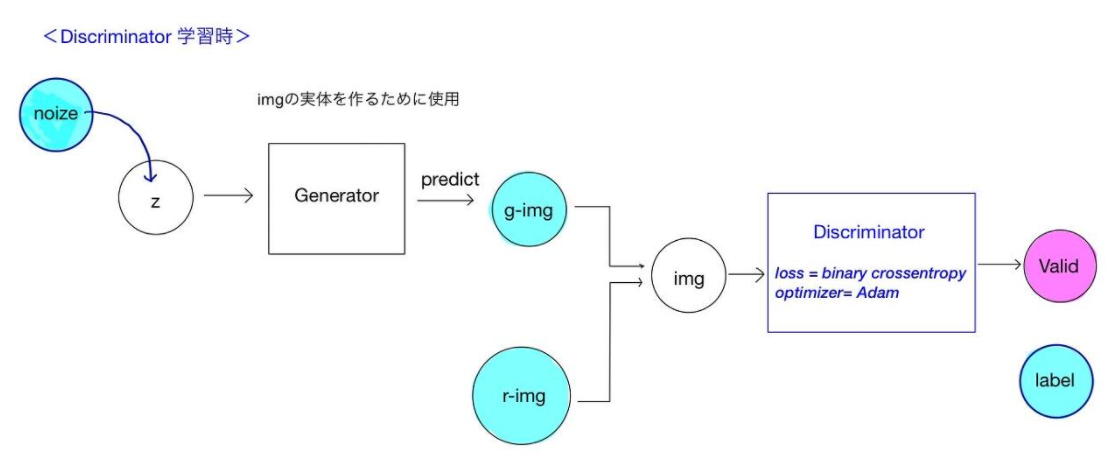 ＜Discriminator 学習時＞
noize
imgの実体を作るために使用
z
Generator
predict
g-img
r-img
img
Discriminator
loss = binary crossentropy
optimizer= Adam
Valid
label